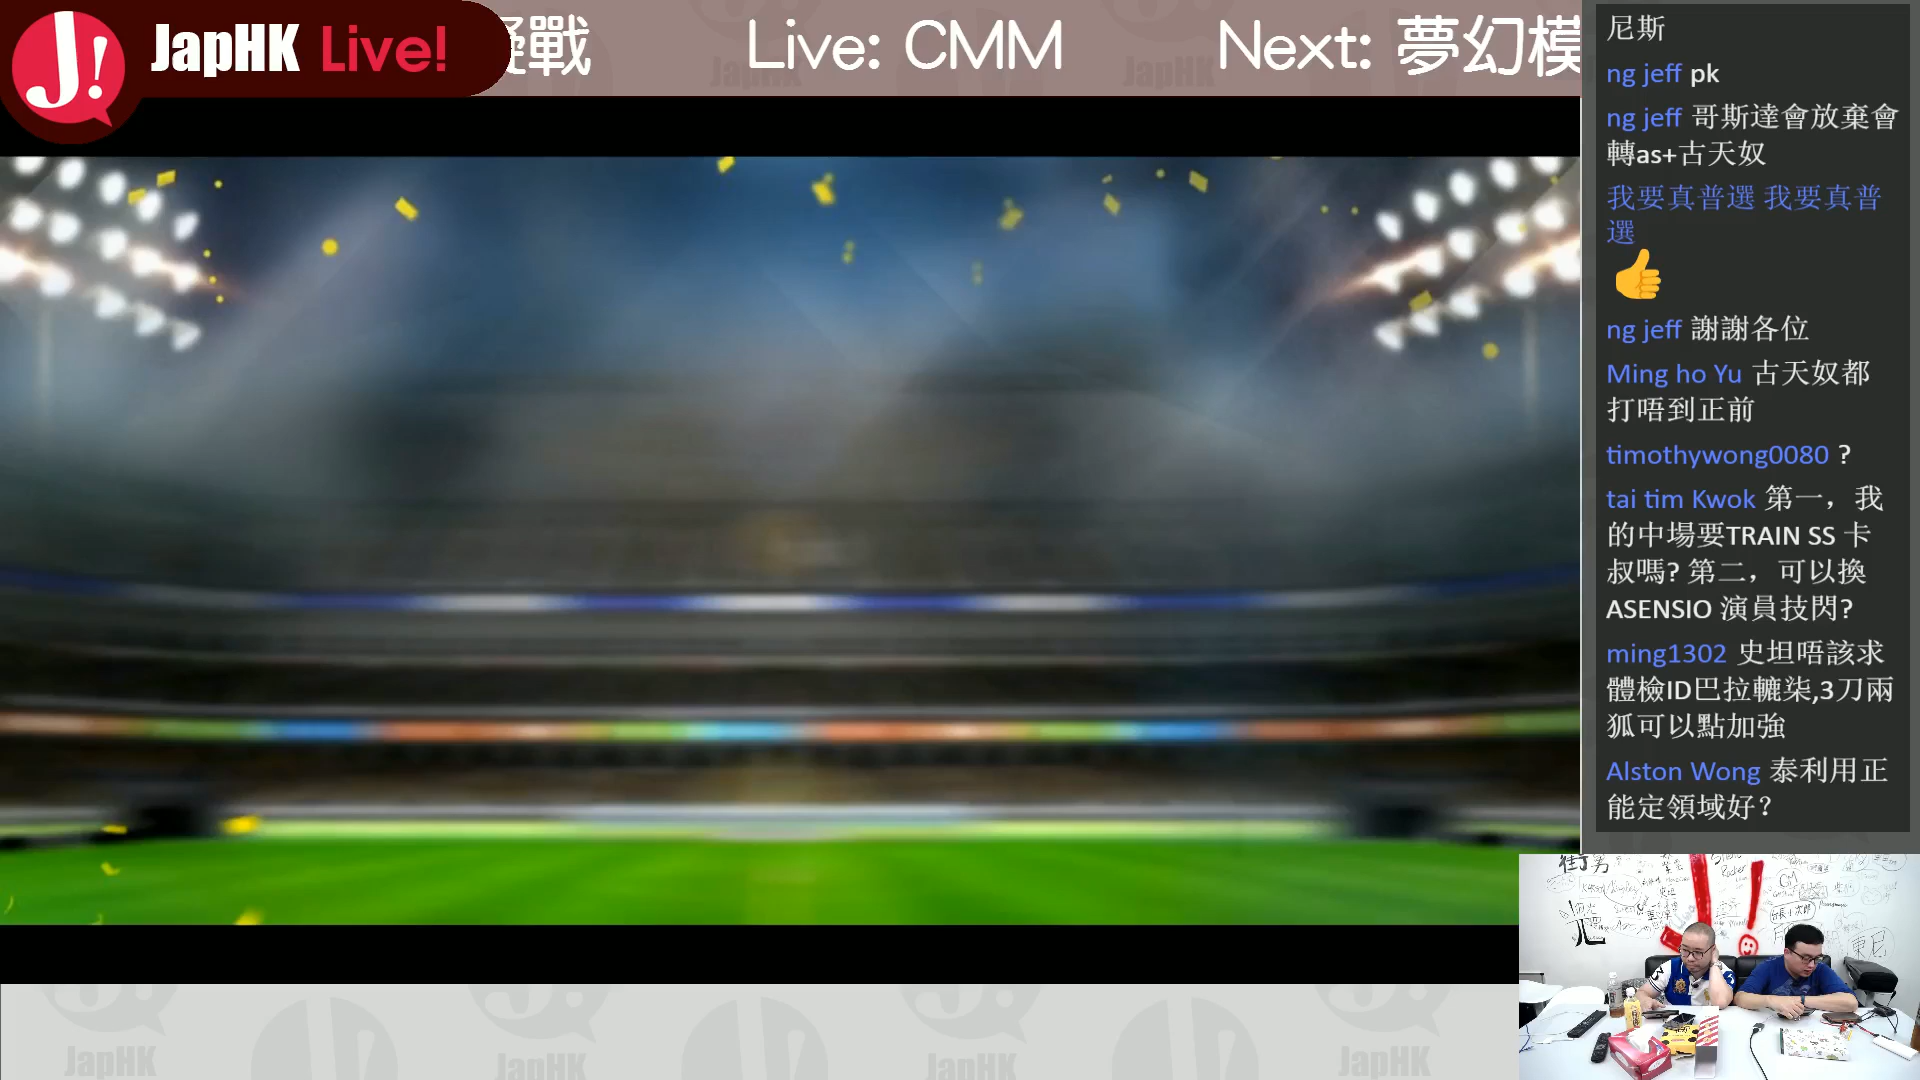 JapHK Live!
戰 Live: CMM Next: 夢幻模
尼斯
ng jeff pk
ng jeff 哥斯達會放棄會
轉as+古天奴
我要真普選 我要真普
選
ng jeff 謝謝各位
Ming ho Yu 古天奴都
打唔到正前
timothywong0080 ?
tai tim Kwok 第一，我
的中場要TRAIN SS 卡
叔嗎? 第二，可以換
ASENSIO 演員技閃?
ming1302 史坦唔該求
體檢ID巴拉轆柒,3刀兩
狐可以點加強
Alston Wong 泰利用正
能定領域好?
JapHK
JapHK
JapHK
JapHK